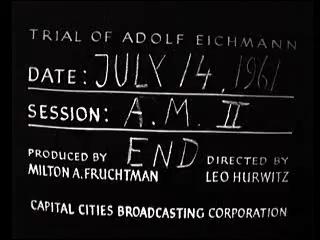 TRIAL OF ADOLF EICHMANN
DATE: JULY 14, 1961
SESSION: A.M. II
END
PRODUCED BY DIRECTED BY
MILTON A. FRUCHTMAN LEO HURWITZ
CAPITAL CITIES BROADCASTING CORPORATION